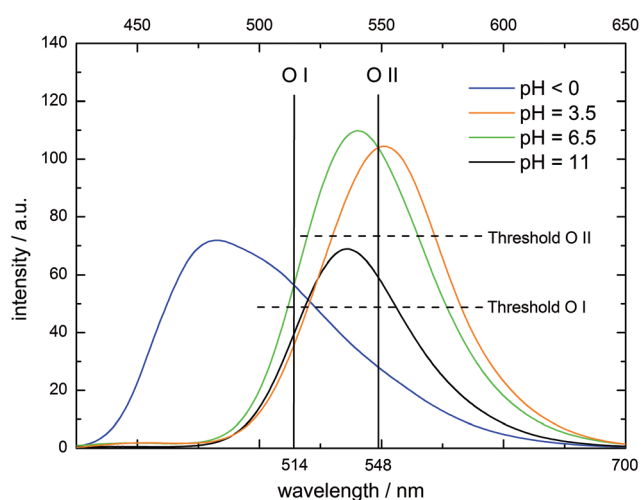 450 500 550 600 650
140
120
100
80
60
40
20
0
intensity / a.u.
O I O II
pH < 0
pH = 3.5
pH = 6.5
pH = 11
Threshold O II
Threshold O I
514 548 700
wavelength / nm